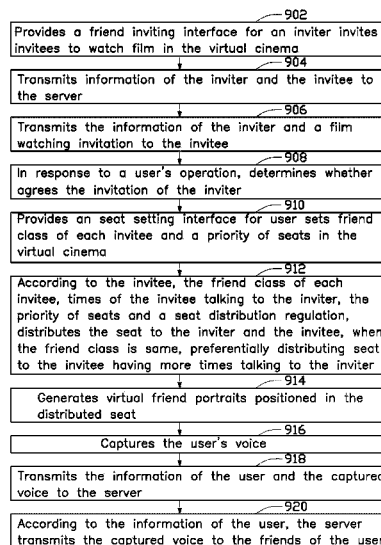 902
Provides a friend inviting interface for an inviter invites
invitees to watch film in the virtual cinema
904
Transmits information of the inviter and the invitee to
the server
906
Transmits the information of the inviter and a film
watching invitation to the invitee
908
In response to a user's operation, determines whether
agrees the invitation of the inviter
910
Provides an seat setting interface for user sets friend
class of each invitee and a priority of seats in the
virtual cinema
912
According to the invitee, the friend class of each
invitee, times of the invitee talking to the inviter, the
priority of seats and a seat distribution regulation,
distributes the seat to the inviter and the invitee, when
the friend class is same, preferentially distributing seat
to the invitee having more times talking to the inviter
914
Generates virtual friend portraits positioned in the
distributed seat
916
Captures the user's voice
918
Transmits the information of the user and the captured
voice to the server
920
According to the information of the user, the server
transmits the captured voice to the friends of the user